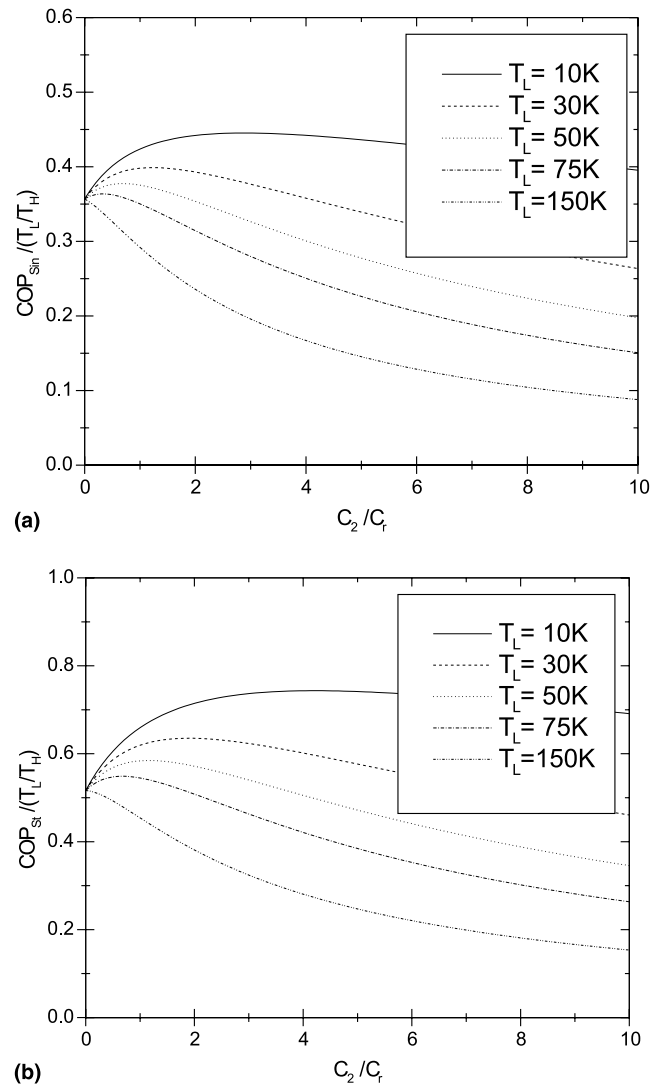 0.6
0.5
0.4
0.3
0.2
0.1
0.0
COP_Sin /(T_L/T_H)
T_L= 10K
T_L= 30K
T_L= 50K
T_L= 75K
T_L=150K
0 2 4 6 8 10
C_2 /C_r
(a)
1.0
0.8
0.6
0.4
0.2
0.0
COP_St /(T_L/T_H)
T_L= 10K
T_L= 30K
T_L= 50K
T_L= 75K
T_L=150K
0 2 4 6 8 10
C_2 /C_r
(b)